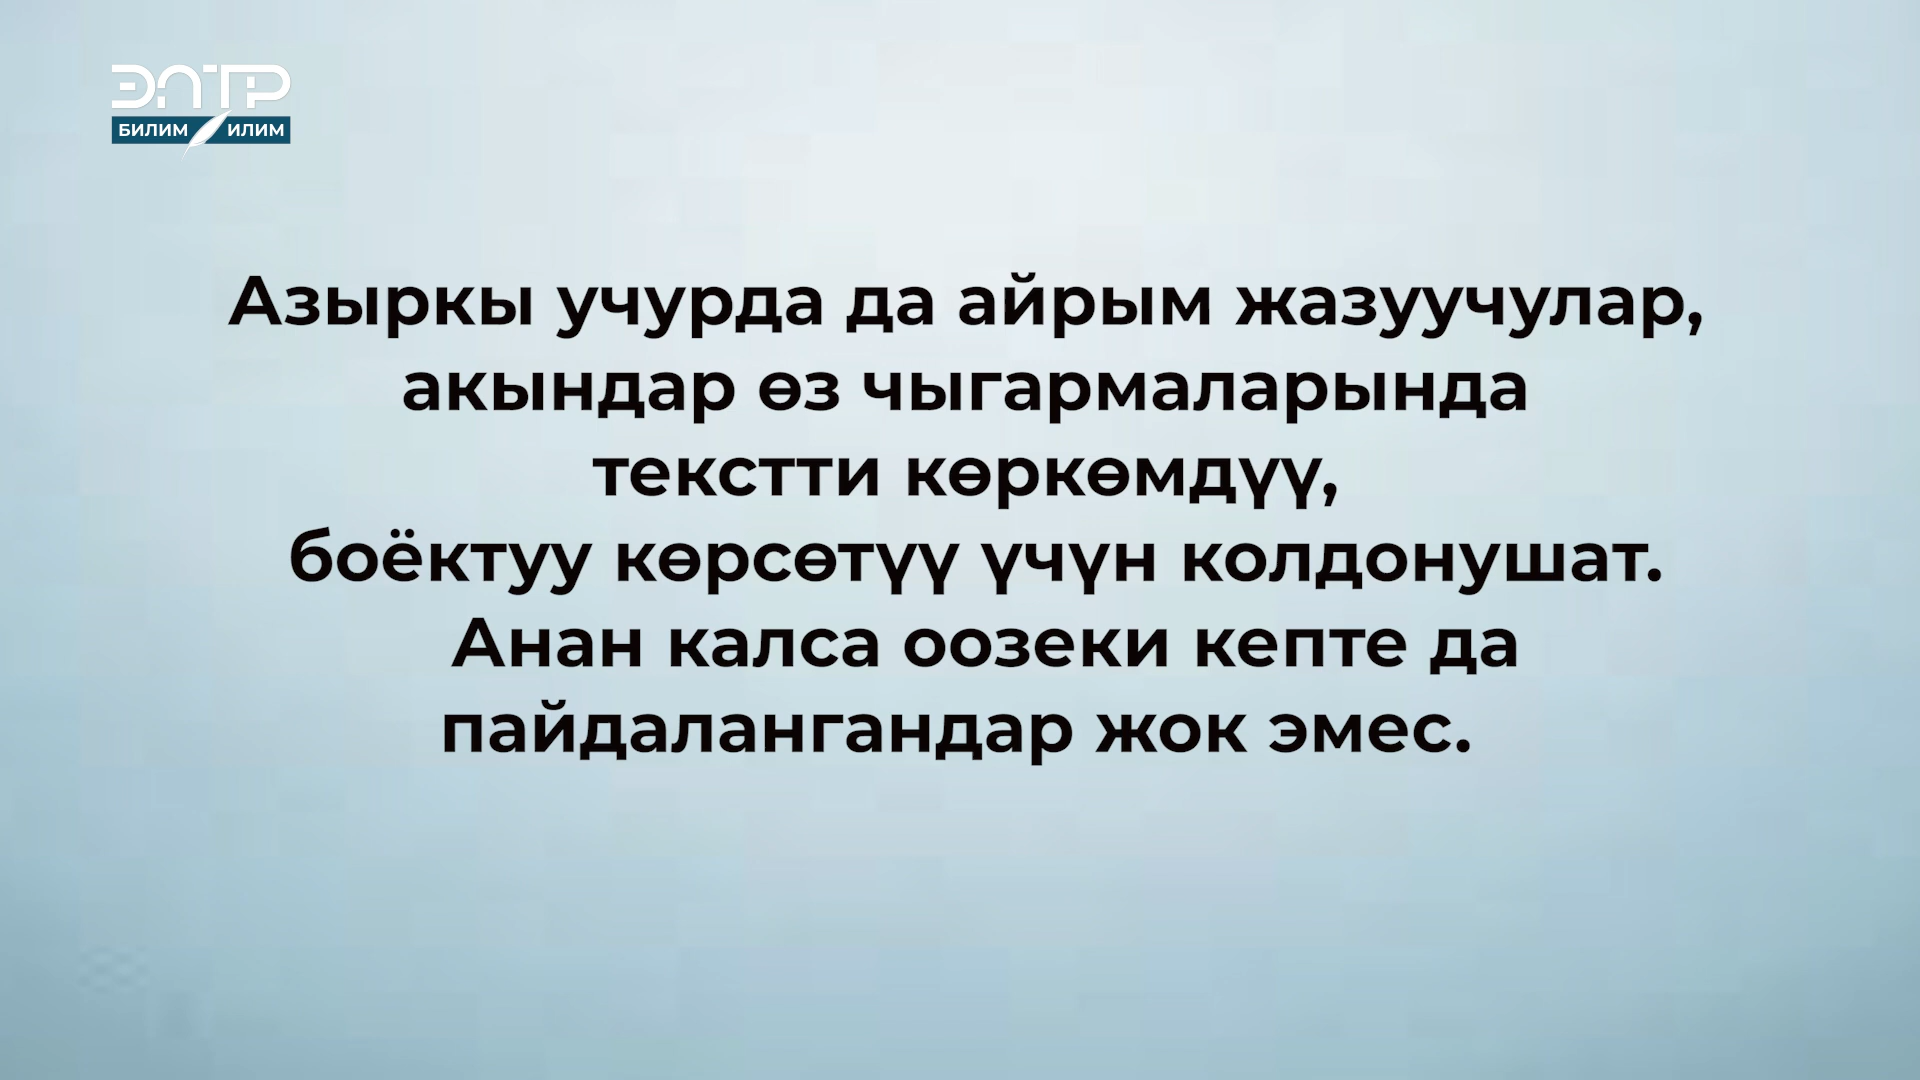 ЭЛТР
БИЛИМ ИЛИМ
Азыркы учурда да айрым жазуучулар,
акындар өз чыгармаларында
текстти көркөмдүү,
боёктуу көрсөтүү үчүн колдонушат.
Анан калса оозеки кепте да
пайдалангандар жок эмес.